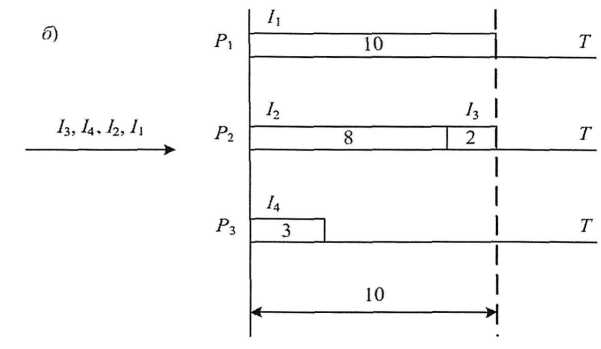 б)
I₁
P₁ 10 T
I₃, I₄, I₂, I₁
I₂ I₃
P₂ 8 2 T
I₄
P₃ 3 T
10